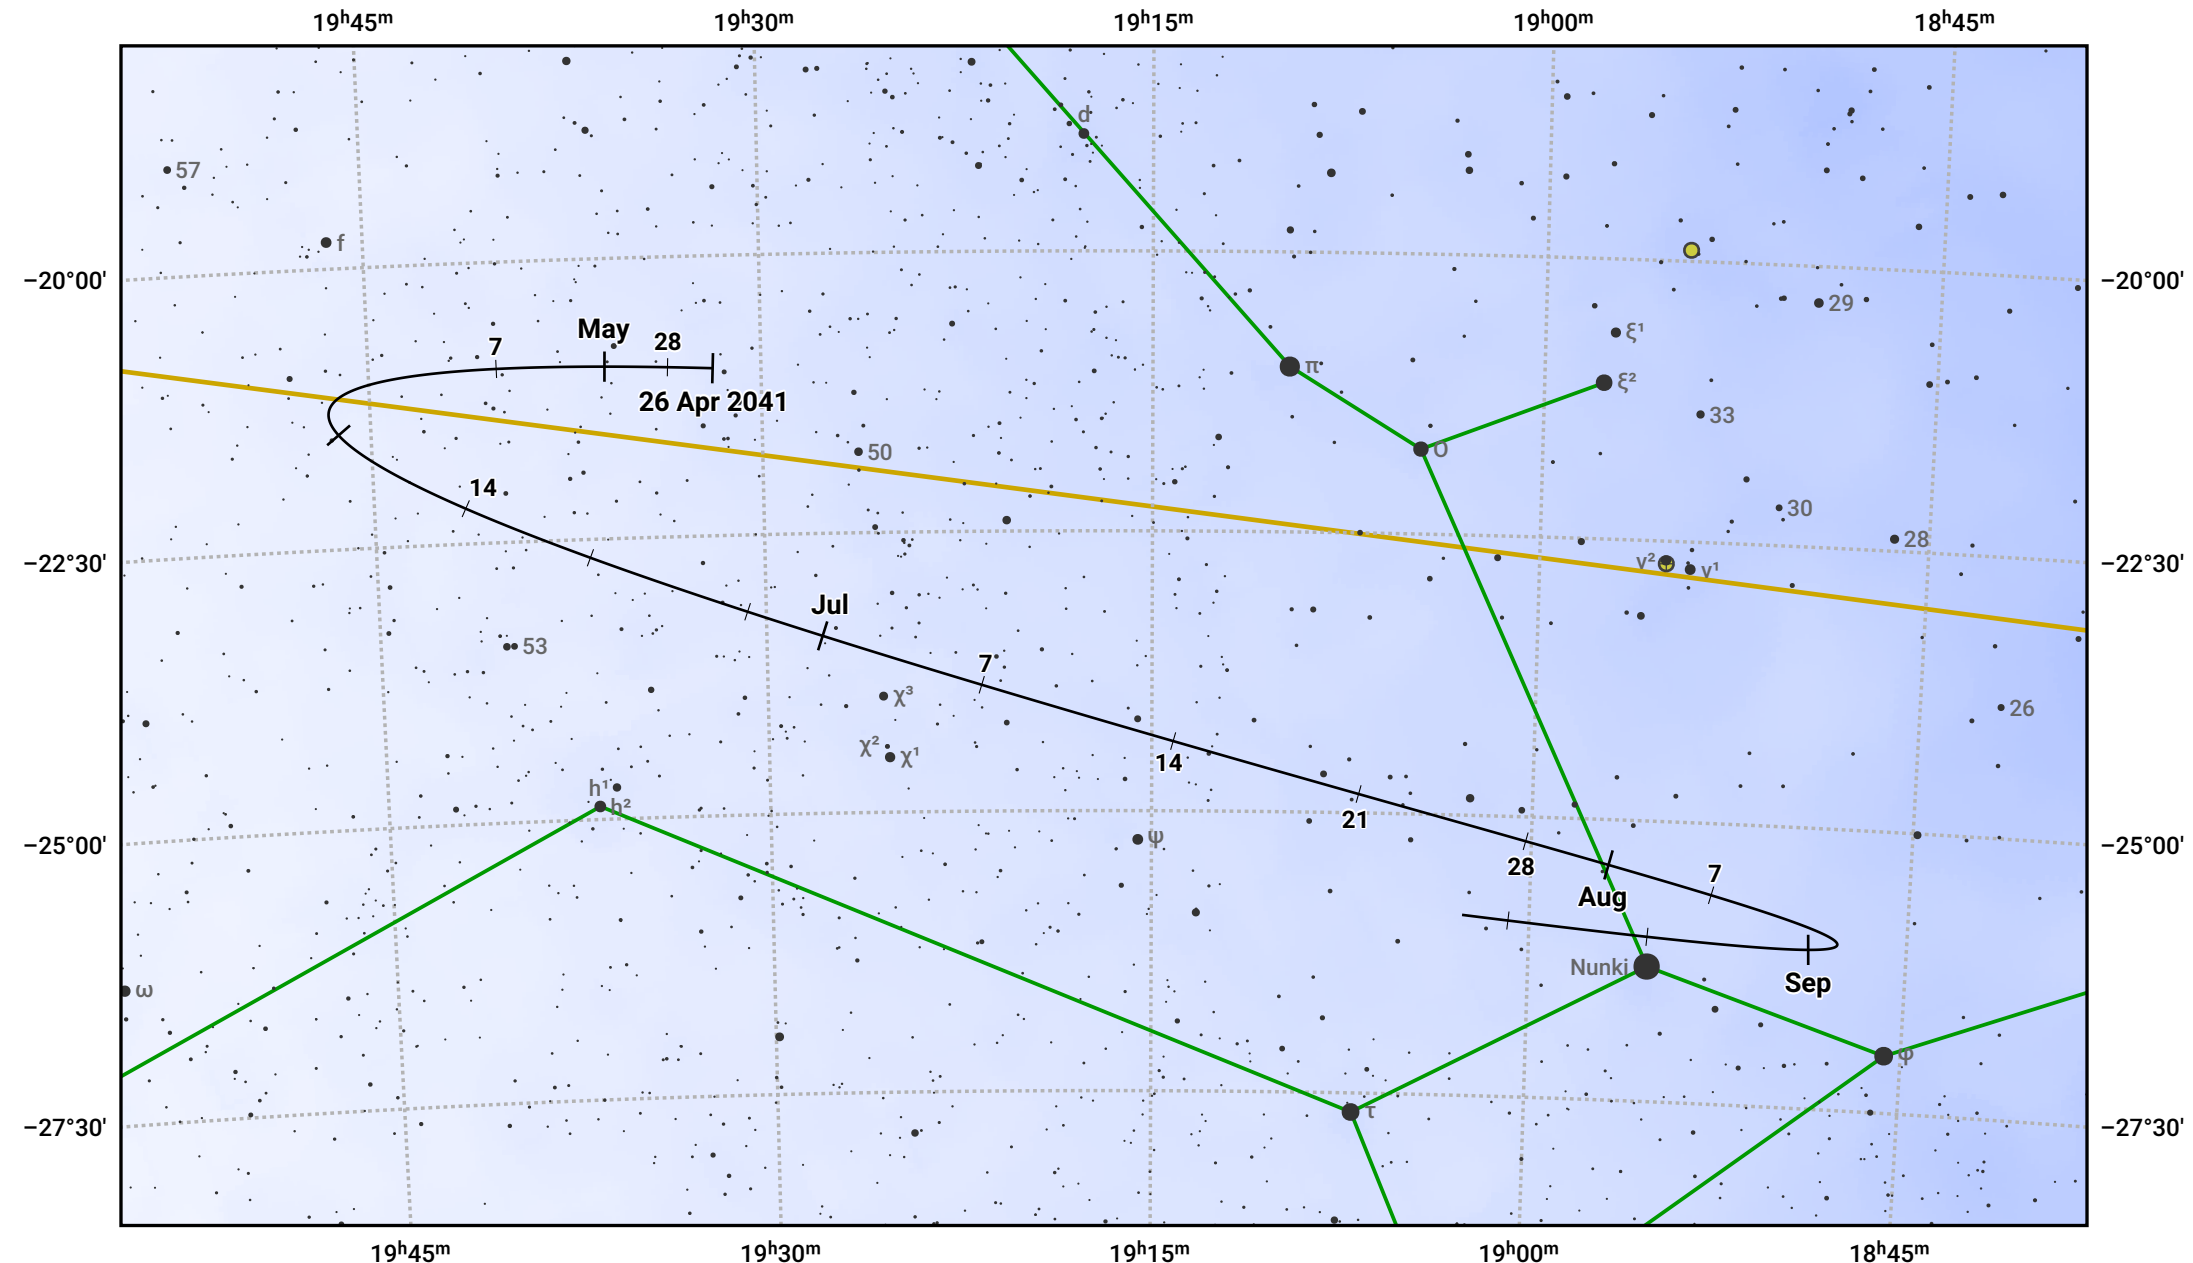 19ʰ45ᵐ 19ʰ30ᵐ 19ʰ15ᵐ 19ʰ00ᵐ 18ʰ45ᵐ
d
57
f
−20°00' −20°00'
29
May
ξ¹
7
28
π
ξ²
26 Apr 2041
33
50
ο
14
30
28
−22°30' −22°30'
ν²
ν¹
Jul
53
7
χ³
26
χ²
χ¹
14
h¹
h²
21
ψ
−25°00' −25°00'
28
7
Aug
Nunki
Sep
ω
φ
τ
−27°30' −27°30'
19ʰ45ᵐ 19ʰ30ᵐ 19ʰ15ᵐ 19ʰ00ᵐ 18ʰ45ᵐ